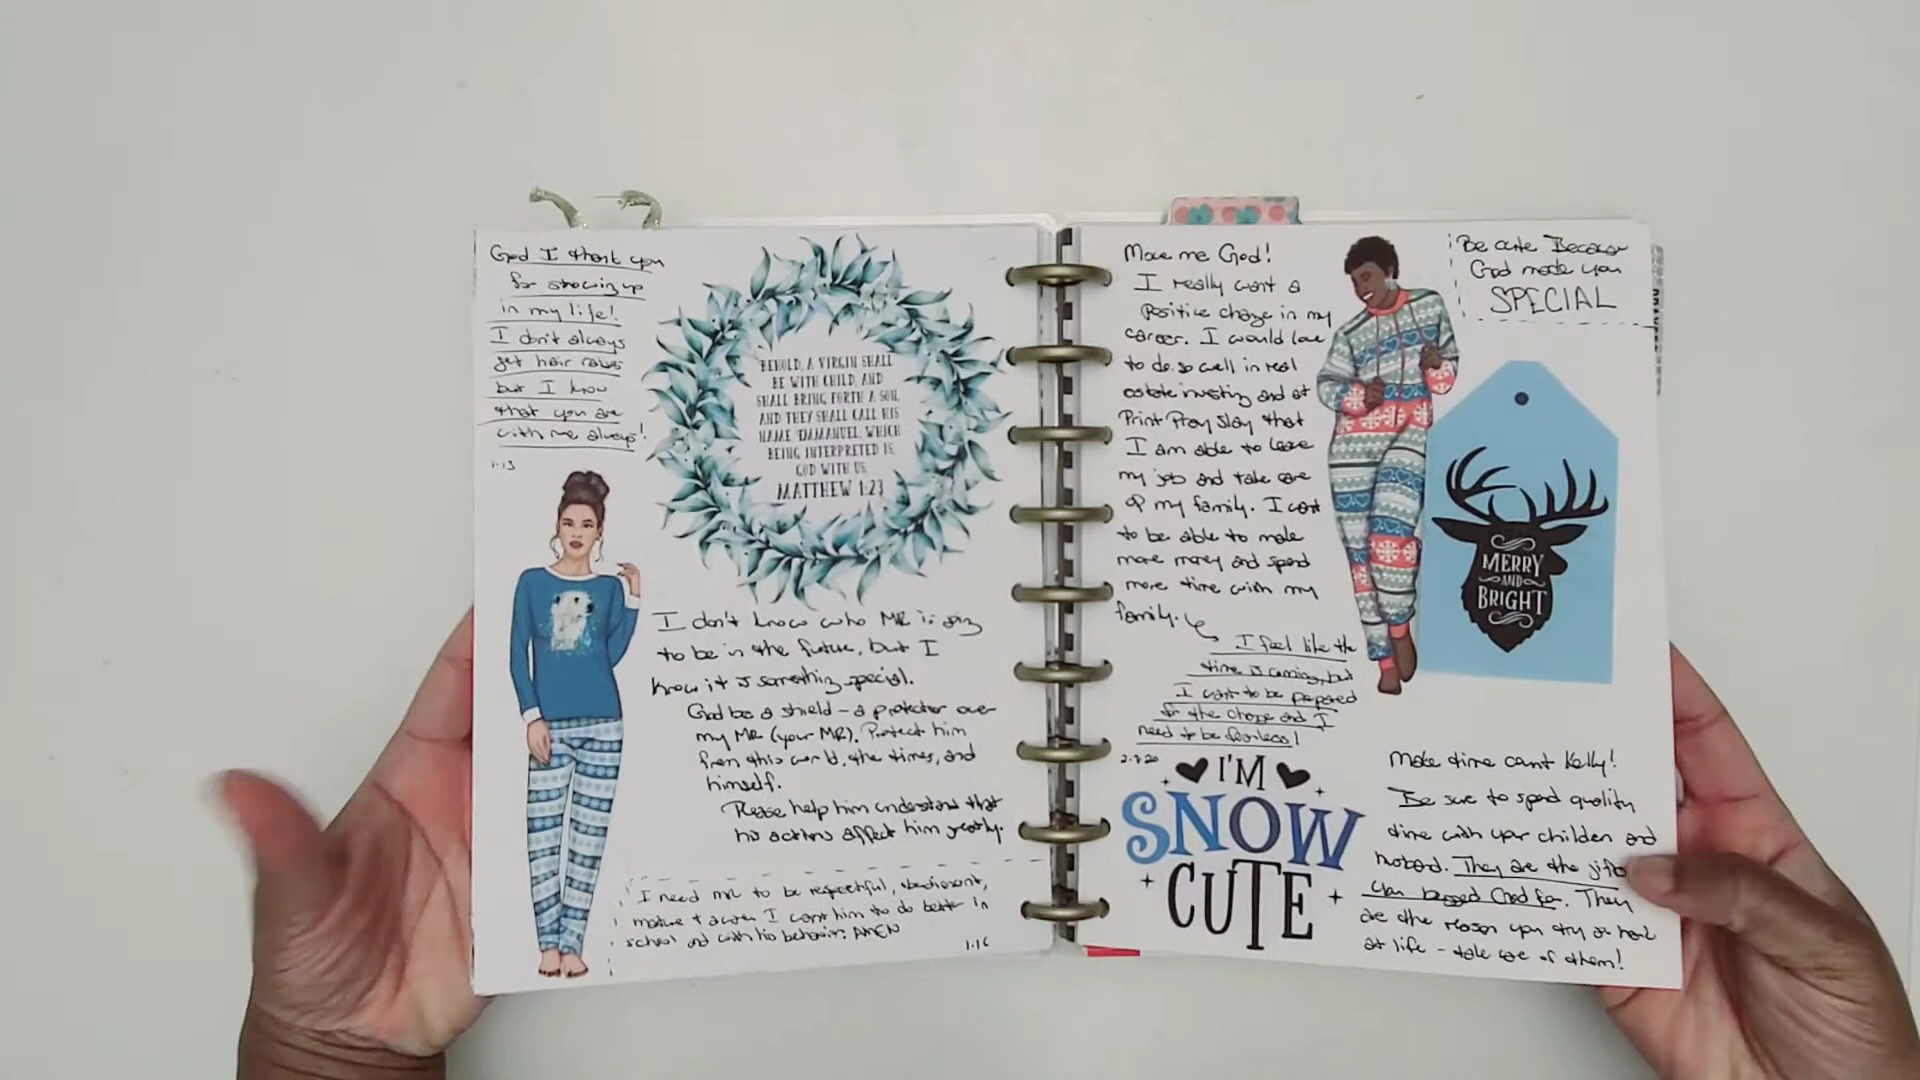 God I thank you
for showing up
in my life!
I don't always
get hair raises
but I know
that you are
with me always!
1-13
BEHOLD, A VIRGIN SHALL
BE WITH CHILD, AND
SHALL BRING FORTH A SON,
AND THEY SHALL CALL HIS
NAME EMMANUEL, WHICH
BEING INTERPRETED IS,
GOD WITH US.
MATTHEW 1:23
I don't know who MR is going
to be in the future, but I
know it is something special.
God be a shield - a protector over
my MR (your MR). Protect him
from this world, the times, and
himself.
Please help him understand that
his actions affect him greatly.
I need MR to be respectful, obedient,
mature + I want him to do better in
school and with his behavior. AMEN
1-16
Move me God!
I really want a
positive change in my
career. I would love
to do so well in real
estate investing and at
Print Pray Slay that
I am able to leave
my job and take care
of my family. I want
to be able to make
more money and spend
more time with my
family.
I feel like the
time is coming, but
I want to be prepared
for the change and I
need to be fearless!
2-8-20
Be cute Because
God made you
SPECIAL
MERRY
AND
BRIGHT
I'M
SNOW
CUTE
Make time count Kelly!
Be sure to spend quality
time with your children and
husband. They are the gifts
you begged God for. They
are the reason you try so hard
at life - take care of them!